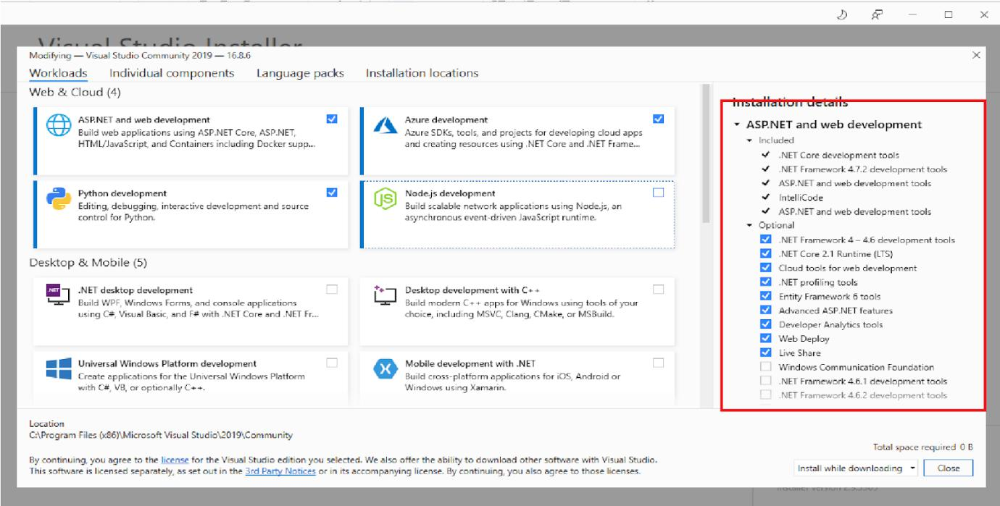 Visual Studio Installer
Modifying — Visual Studio Community 2019 — 16.8.6
Workloads Individual components Language packs Installation locations
Web & Cloud (4)
ASP.NET and web development
Build web applications using ASP.NET Core, ASP.NET,
HTML/JavaScript, and Containers including Docker supp...
Azure development
Azure SDKs, tools, and projects for developing cloud apps
and creating resources using .NET Core and .NET Frame...
Python development
Editing, debugging, interactive development and source
control for Python.
JS
Node.js development
Build scalable network applications using Node.js, an
asynchronous event-driven JavaScript runtime.
Desktop & Mobile (5)
.NET
.NET desktop development
Build WPF, Windows Forms, and console applications
using C#, Visual Basic, and F# with .NET Core and .NET Fr...
Desktop development with C++
Build modern C++ apps for Windows using tools of your
choice, including MSVC, Clang, CMake, or MSBuild.
Universal Windows Platform development
Create applications for the Universal Windows Platform
with C#, VB, or optionally C++.
Mobile development with .NET
Build cross-platform applications for iOS, Android or
Windows using Xamarin.
Installation details
ASP.NET and web development
Included
.NET Core development tools
.NET Framework 4.7.2 development tools
ASP.NET and web development tools
IntelliCode
ASP.NET and web development tools
Optional
.NET Framework 4 – 4.6 development tools
.NET Core 2.1 Runtime (LTS)
Cloud tools for web development
.NET profiling tools
Entity Framework 6 tools
Advanced ASP.NET features
Developer Analytics tools
Web Deploy
Live Share
Windows Communication Foundation
.NET Framework 4.6.1 development tools
.NET Framework 4.6.2 development tools
Location
C:\Program Files (x86)\Microsoft Visual Studio\2019\Community
By continuing, you agree to the license for the Visual Studio edition you selected. We also offer the ability to download other software with Visual Studio.
This software is licensed separately, as set out in the 3rd Party Notices or in its accompanying license. By continuing, you also agree to those licenses.
Total space required 0 B
Install while downloading
Close